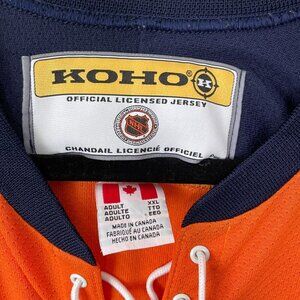 KOHO®
OFFICIAL LICENSED JERSEY
NHL
CHANDAIL LICENCIÉ OFFICIEL
ADULT XXL
ADULTE TTG
ADULTO EEG
MADE IN CANADA
FABRIQUÉ AU CANADA
HECHO EN CANADA